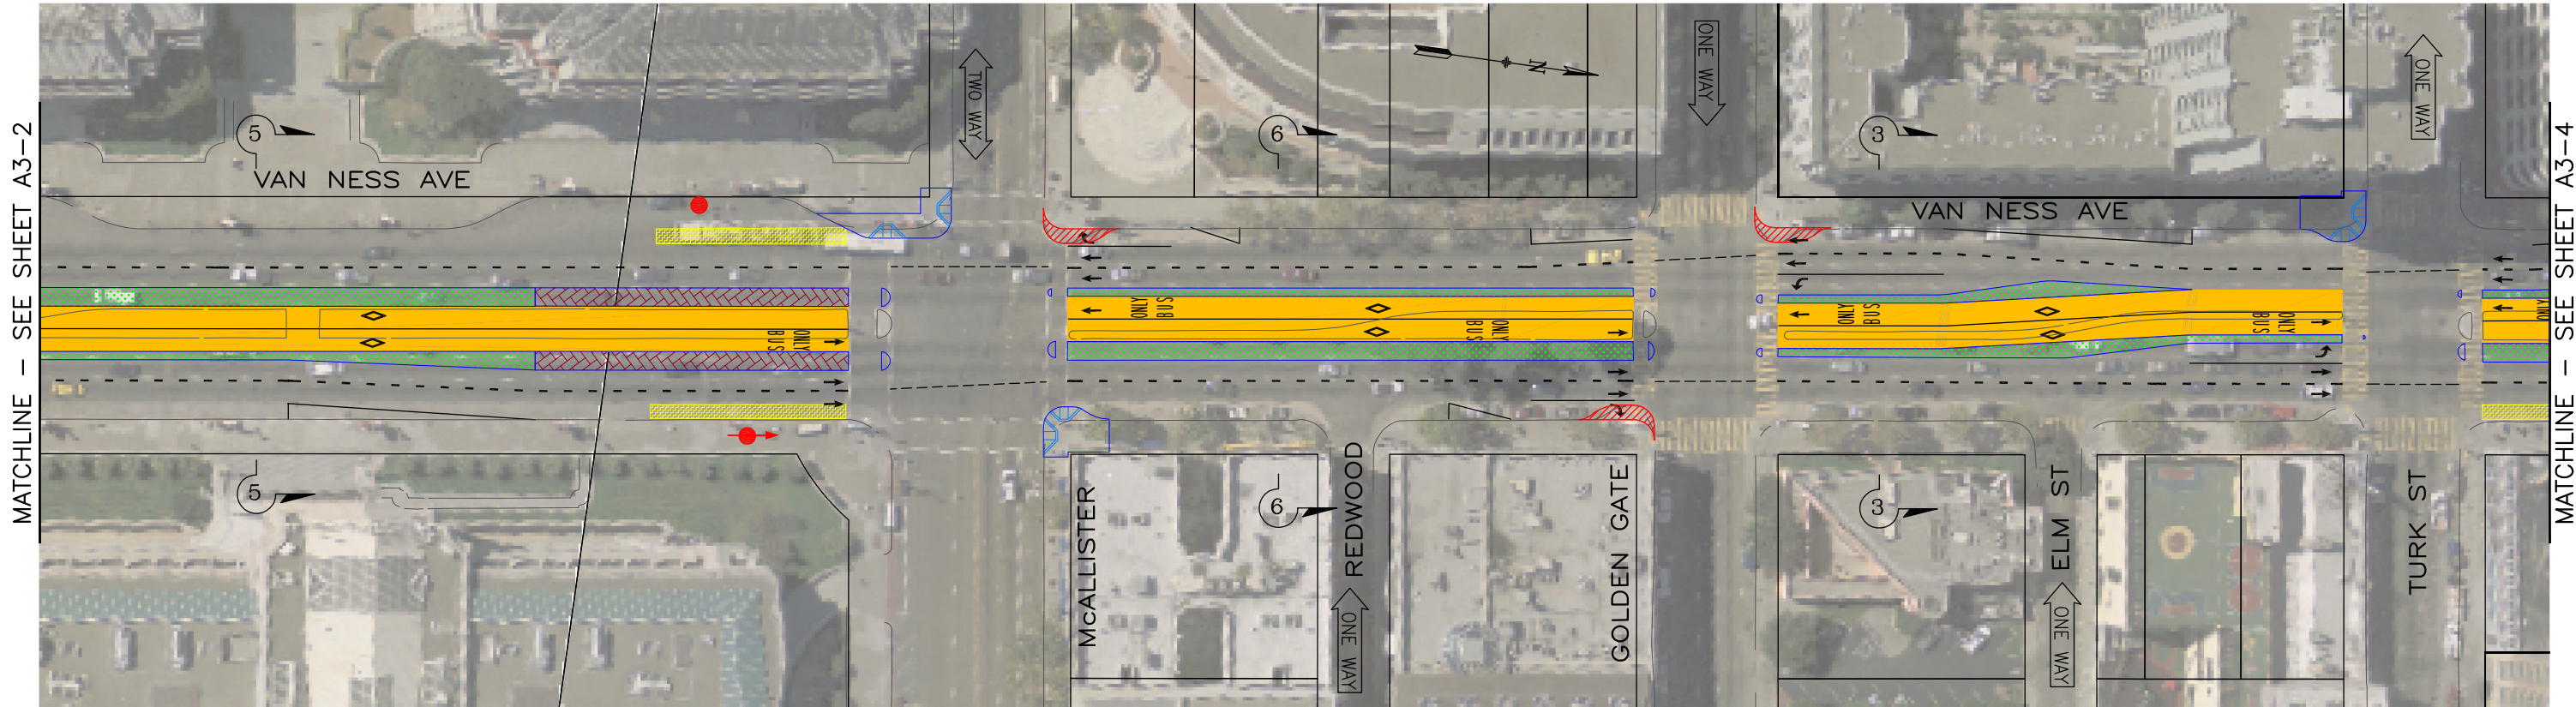 MATCHLINE – SEE SHEET A3-2
5
VAN NESS AVE
TWO WAY
6
N
ONE WAY
3
VAN NESS AVE
ONE WAY
MATCHLINE – SEE SHEET A3-4
BUS
ONLY
ONLY
BUS
BUS
ONLY
ONLY
BUS
BUS
ONLY
5
McALLISTER
6
REDWOOD
ONE WAY
GOLDEN GATE
3
ELM ST
ONE WAY
TURK ST